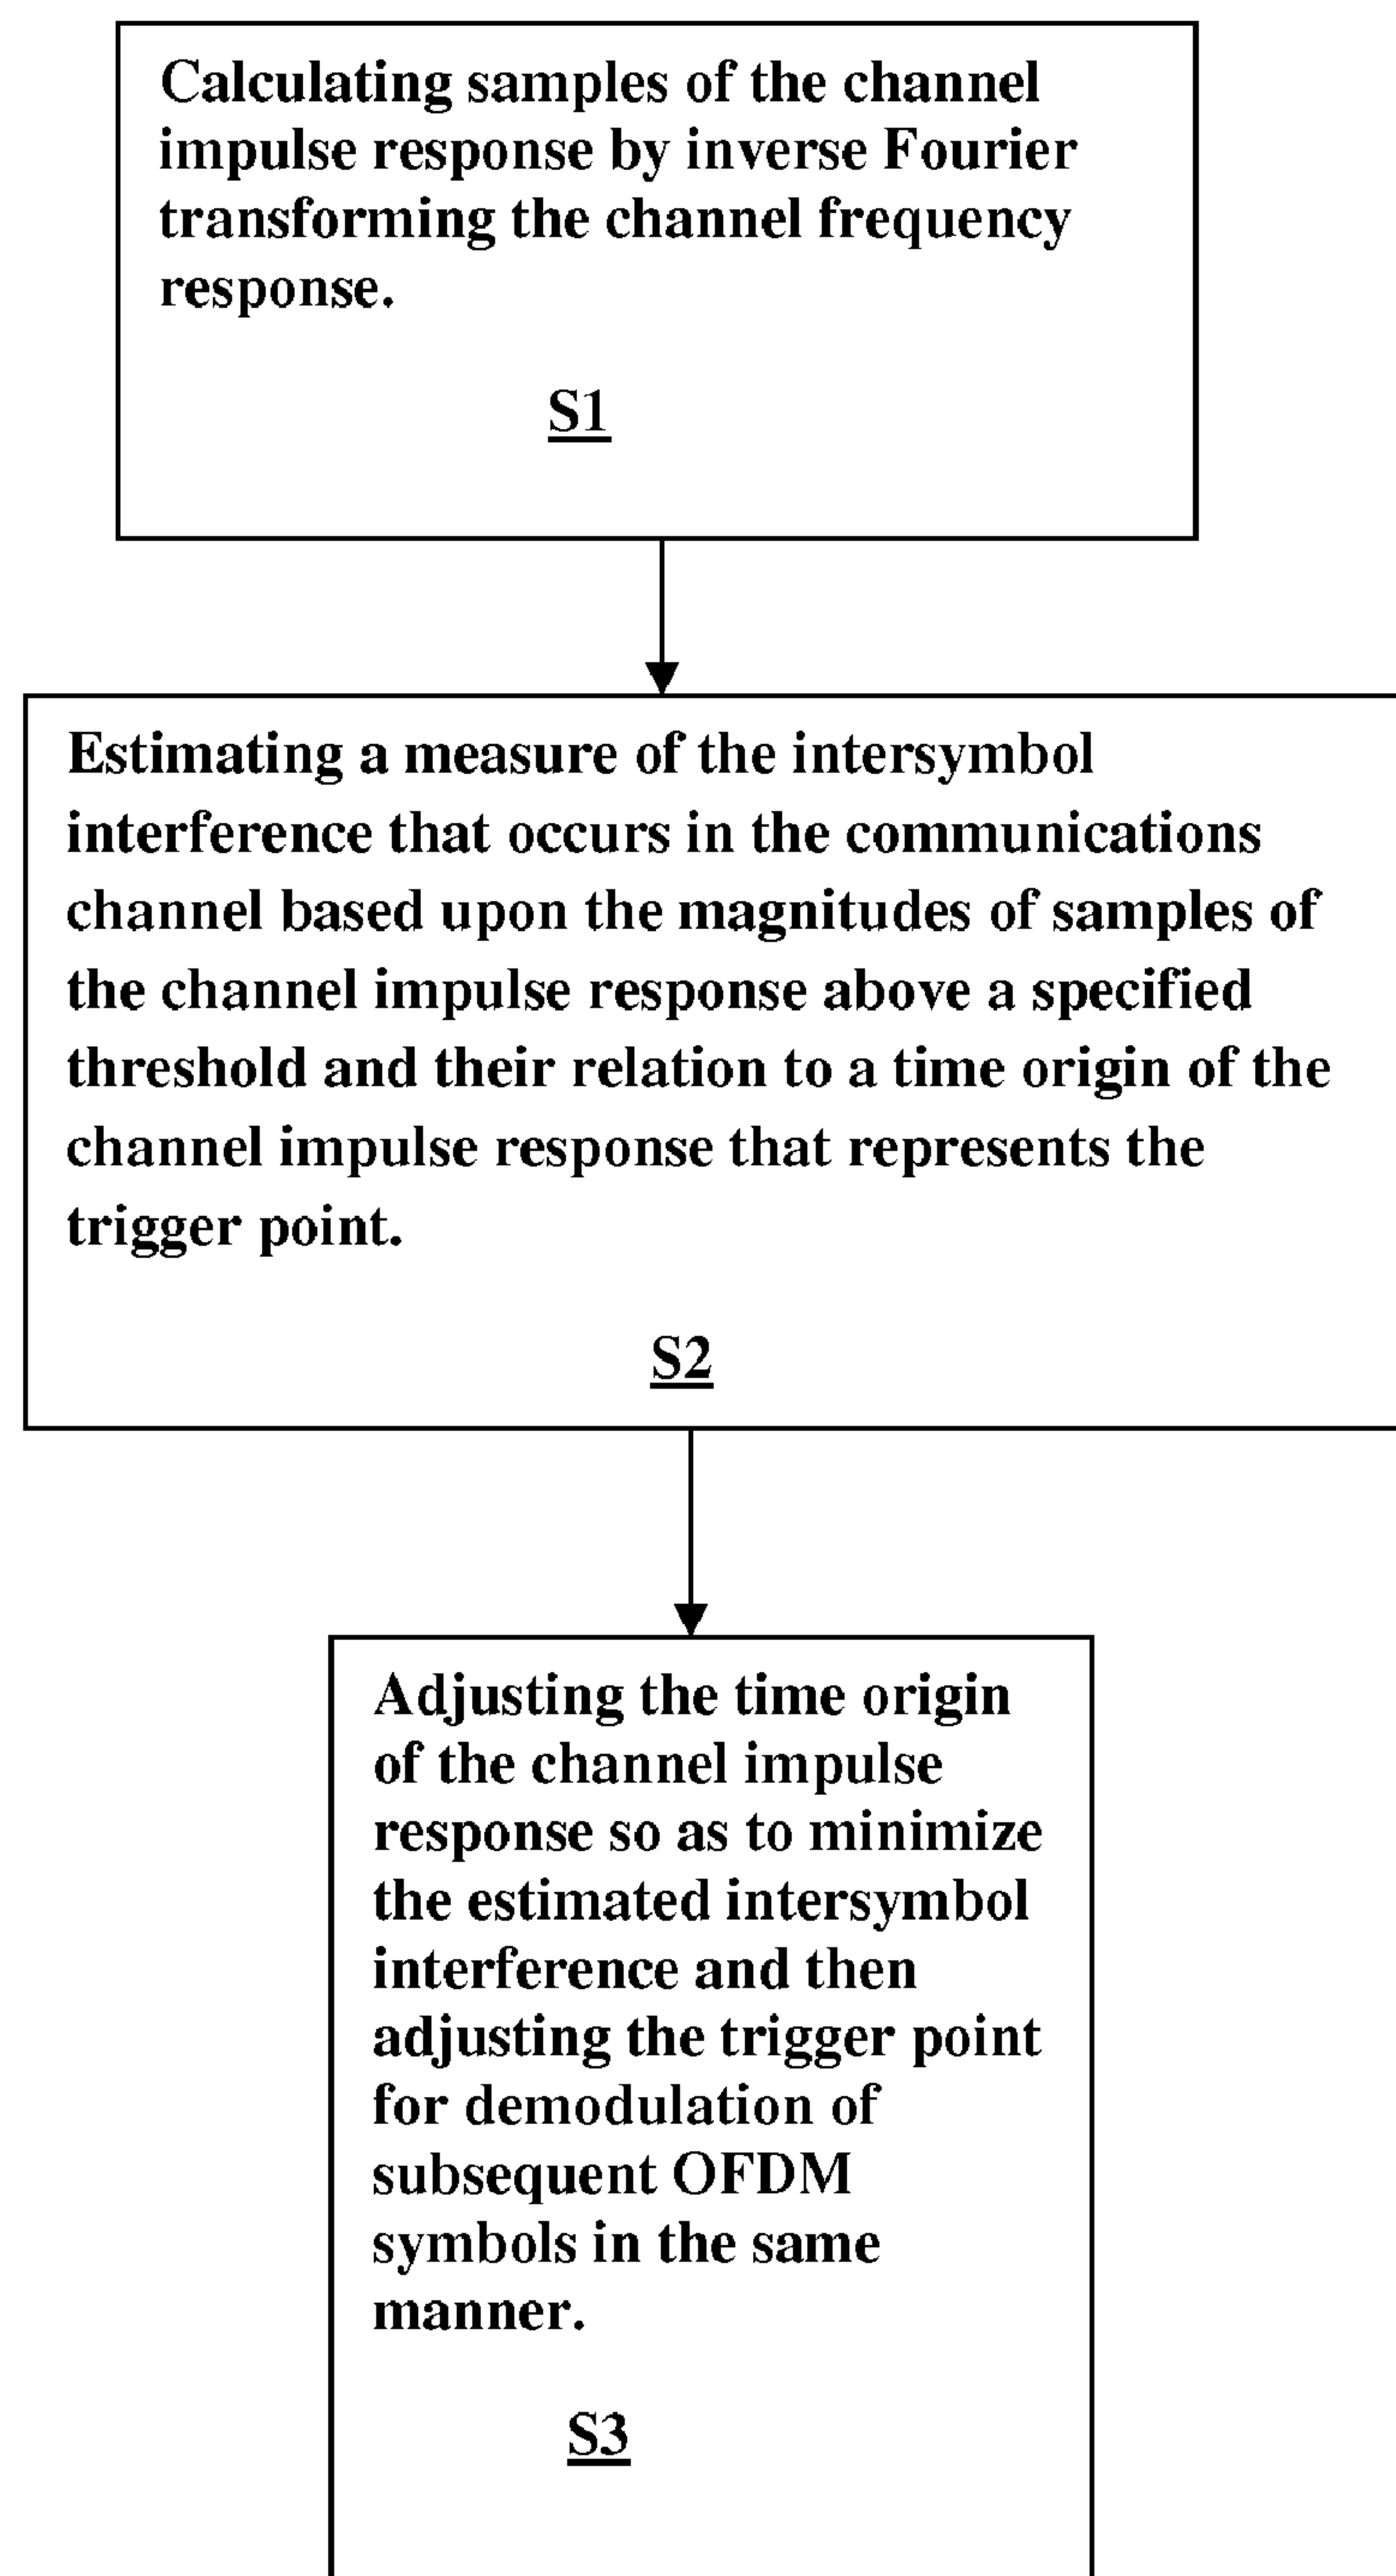 Calculating samples of the channel
impulse response by inverse Fourier
transforming the channel frequency
response.
S1
Estimating a measure of the intersymbol
interference that occurs in the communications
channel based upon the magnitudes of samples of
the channel impulse response above a specified
threshold and their relation to a time origin of the
channel impulse response that represents the
trigger point.
S2
Adjusting the time origin
of the channel impulse
response so as to minimize
the estimated intersymbol
interference and then
adjusting the trigger point
for demodulation of
subsequent OFDM
symbols in the same
manner.
S3